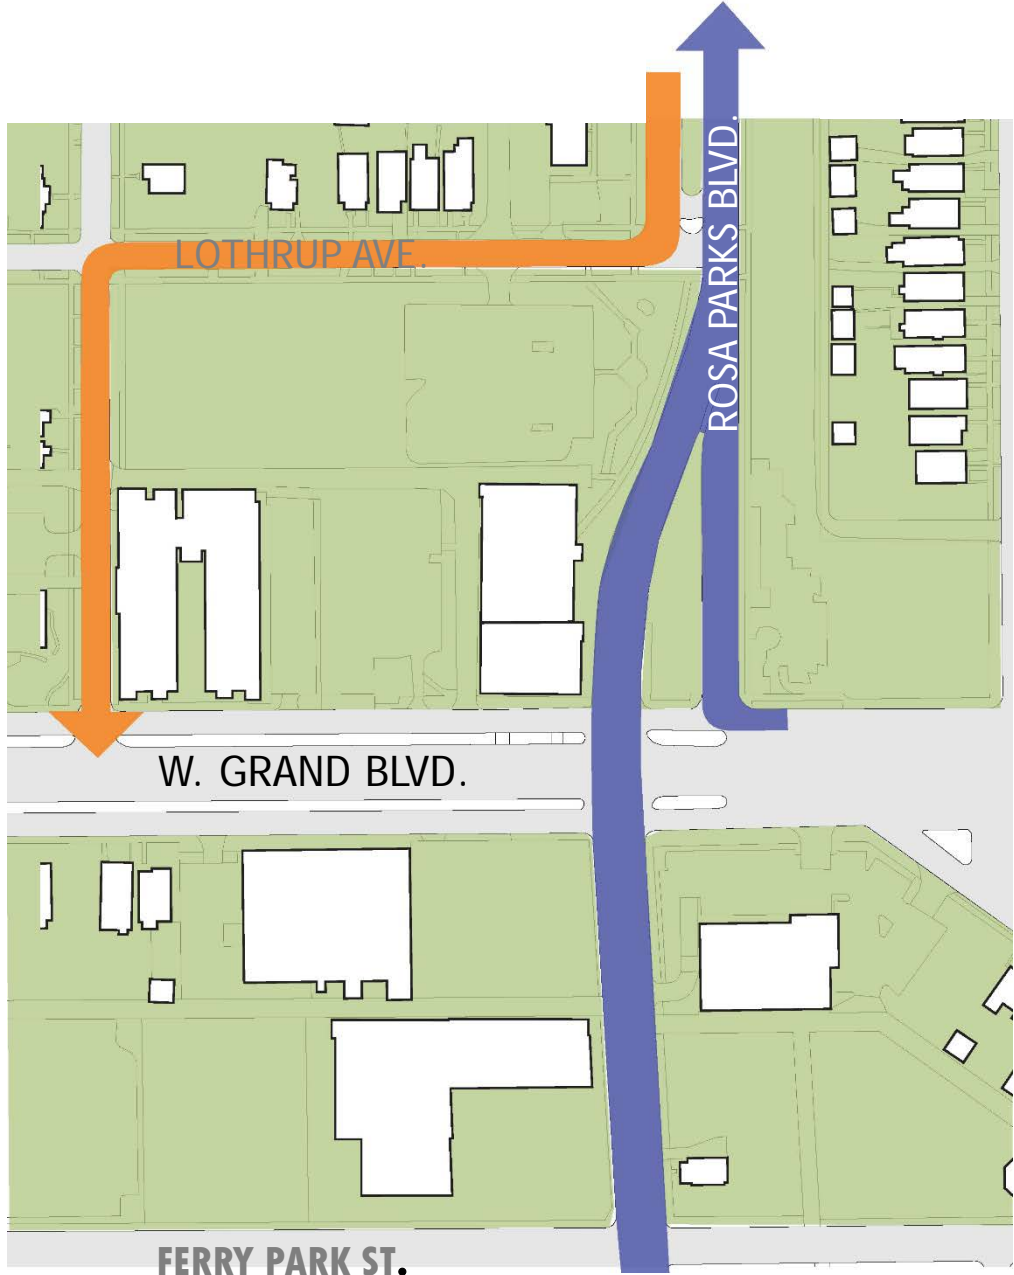 ROSA PARKS BLVD.
LOTHRUP AVE.
W. GRAND BLVD.
FERRY PARK ST.